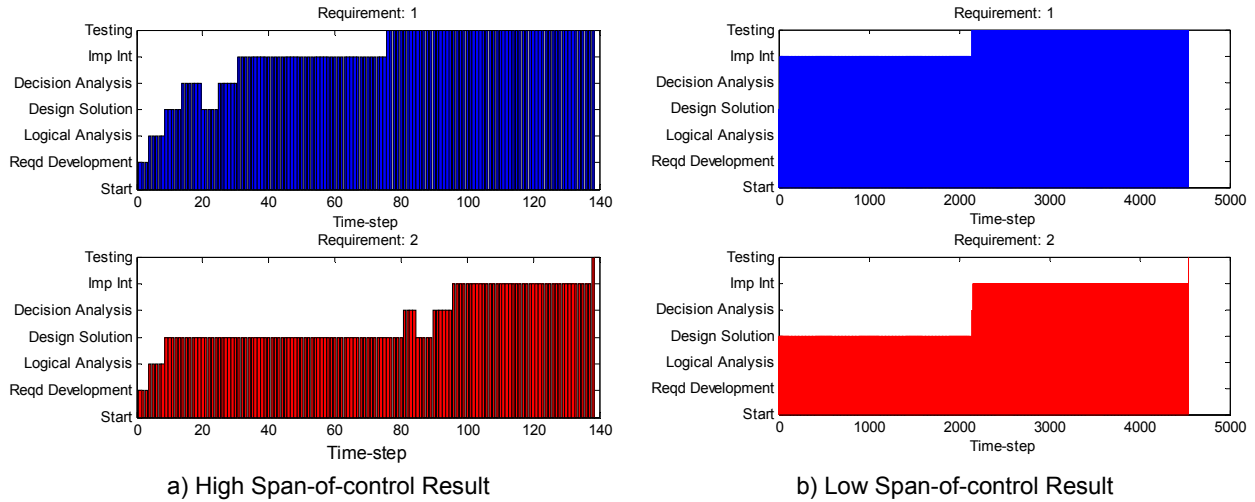 Requirement: 1
Testing
Imp Int
Decision Analysis
Design Solution
Logical Analysis
Reqd Development
Start
0 20 40 60 80 100 120 140
Time-step
Requirement: 2
Testing
Imp Int
Decision Analysis
Design Solution
Logical Analysis
Reqd Development
Start
0 20 40 60 80 100 120 140
Time-step
a) High Span-of-control Result
Requirement: 1
Testing
Imp Int
Decision Analysis
Design Solution
Logical Analysis
Reqd Development
Start
0 1000 2000 3000 4000 5000
Time-step
Requirement: 2
Testing
Imp Int
Decision Analysis
Design Solution
Logical Analysis
Reqd Development
Start
0 1000 2000 3000 4000 5000
Time-step
b) Low Span-of-control Result